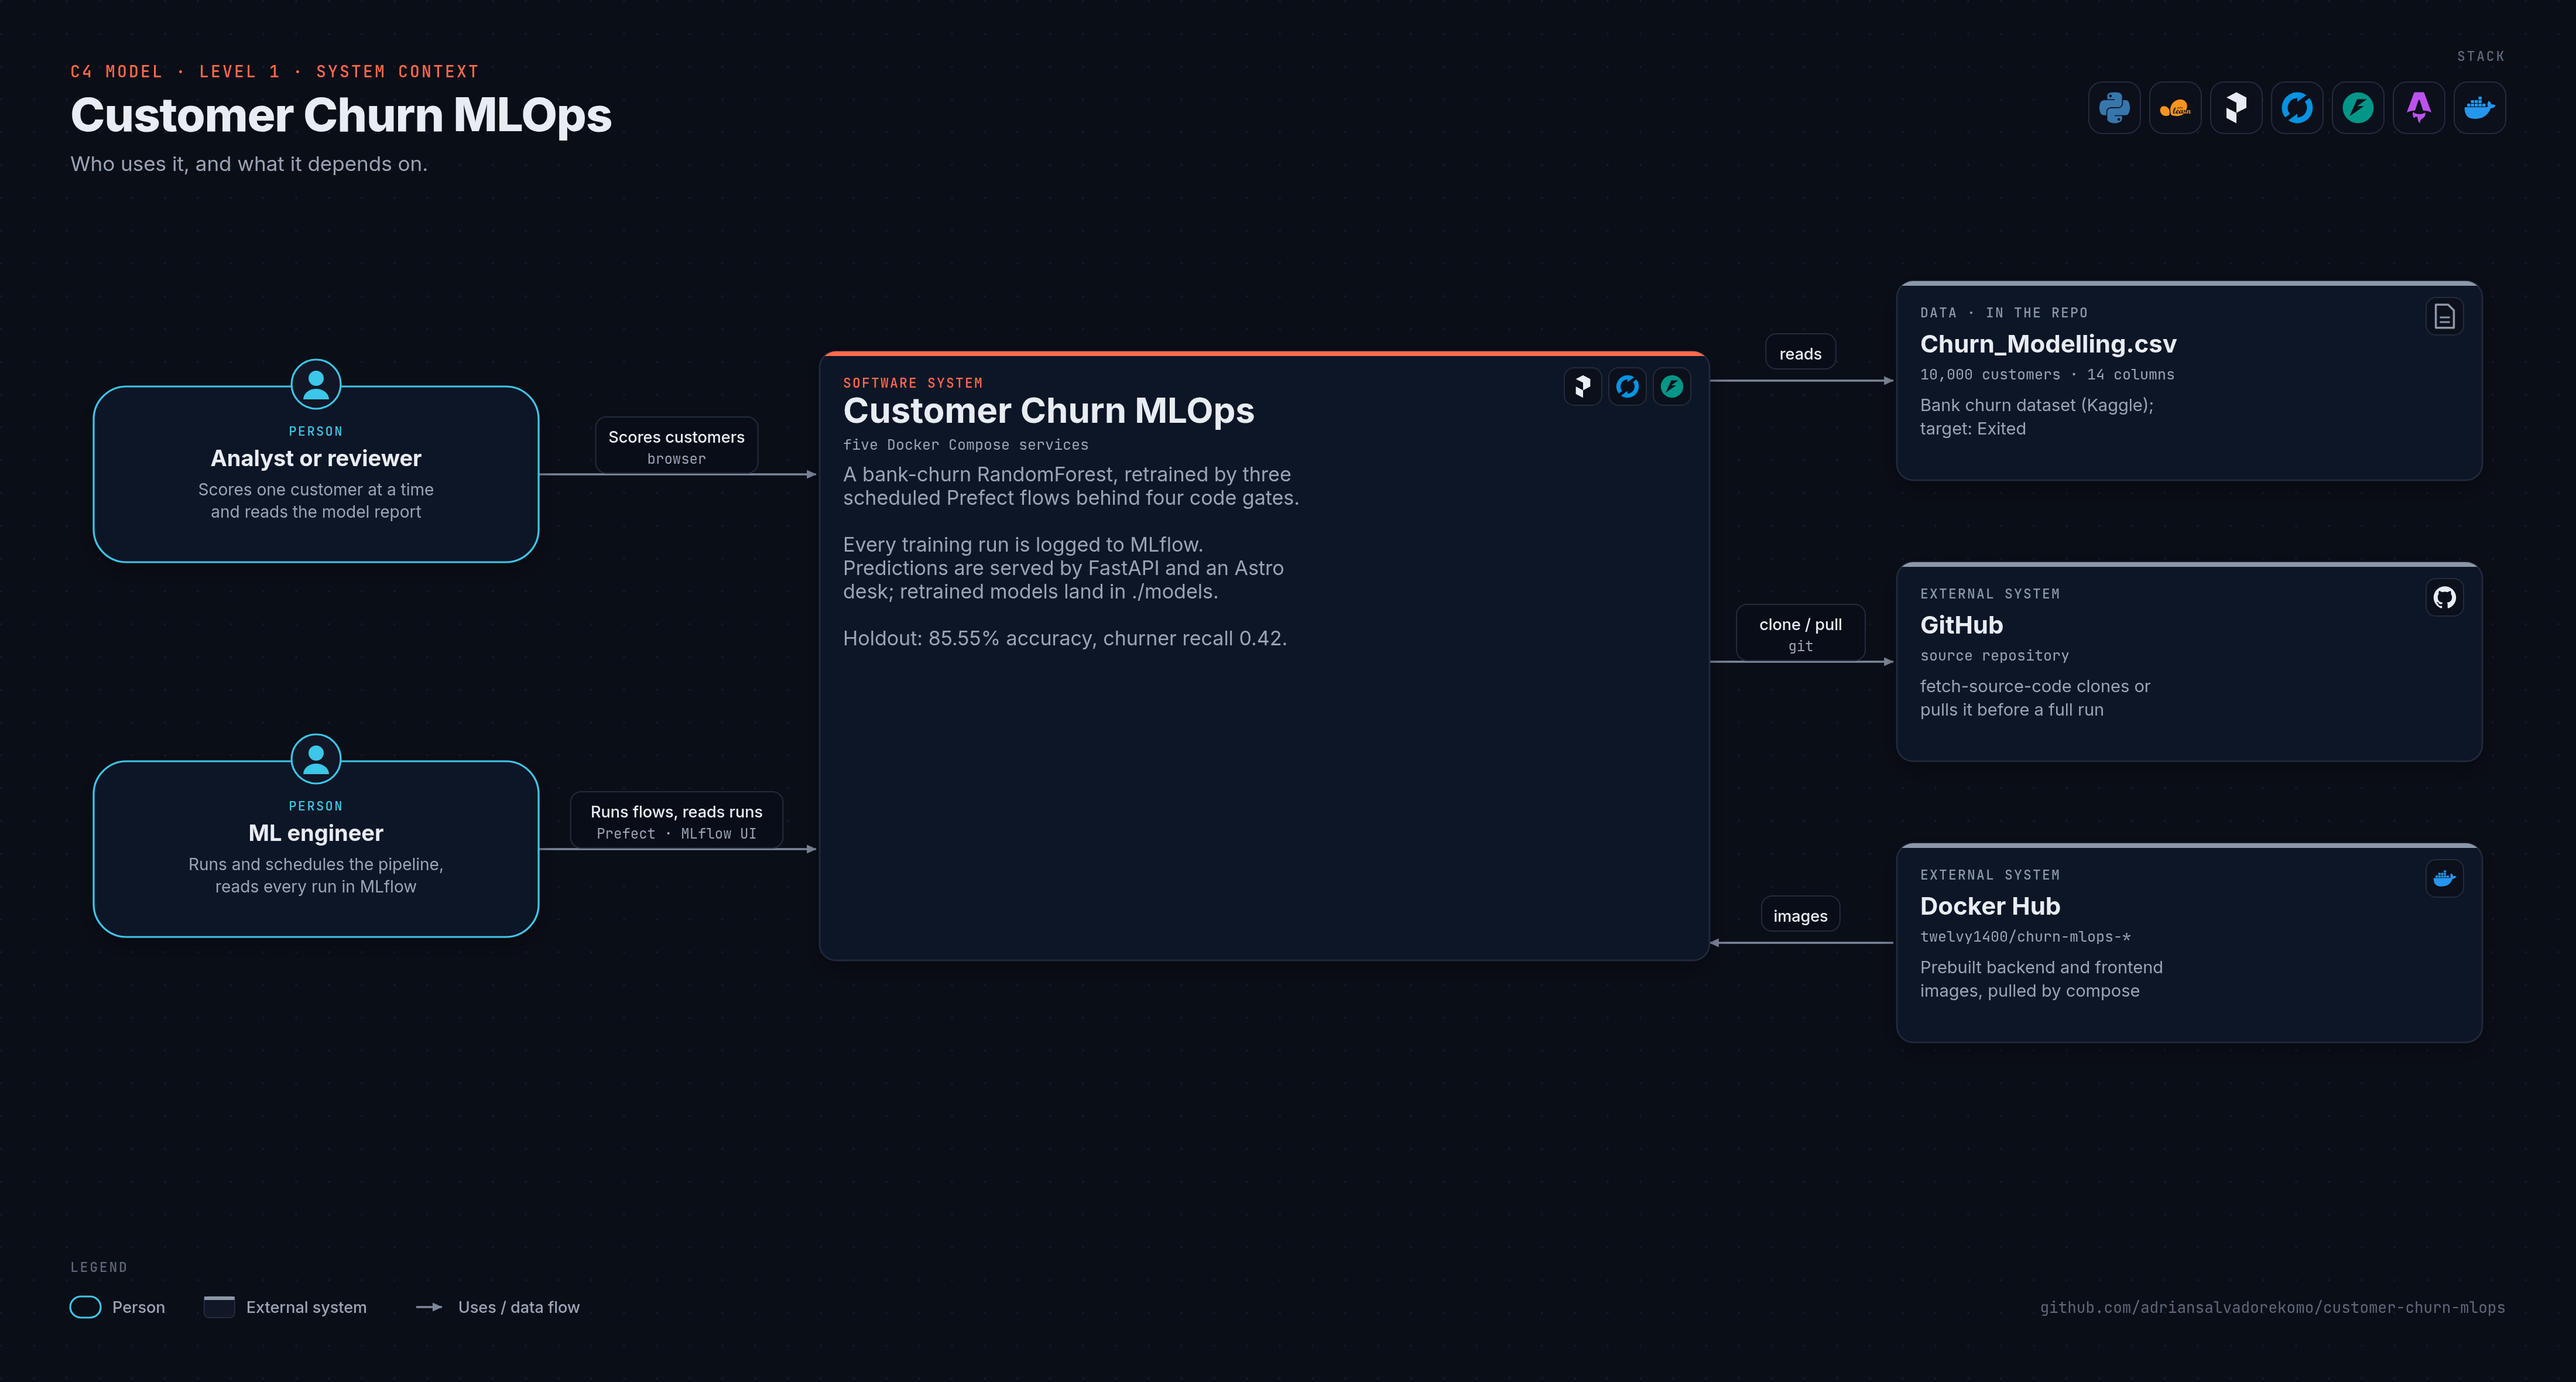 C4 MODEL · LEVEL 1 · SYSTEM CONTEXT
Customer Churn MLOps
Who uses it, and what it depends on.
STACK
PERSON
Analyst or reviewer
Scores one customer at a time
and reads the model report
Scores customers
browser
PERSON
ML engineer
Runs and schedules the pipeline,
reads every run in MLflow
Runs flows, reads runs
Prefect · MLflow UI
SOFTWARE SYSTEM
Customer Churn MLOps
five Docker Compose services
A bank-churn RandomForest, retrained by three
scheduled Prefect flows behind four code gates.
Every training run is logged to MLflow.
Predictions are served by FastAPI and an Astro
desk; retrained models land in ./models.
Holdout: 85.55% accuracy, churner recall 0.42.
reads
DATA · IN THE REPO
Churn_Modelling.csv
10,000 customers · 14 columns
Bank churn dataset (Kaggle);
target: Exited
clone / pull
git
EXTERNAL SYSTEM
GitHub
source repository
fetch-source-code clones or
pulls it before a full run
images
EXTERNAL SYSTEM
Docker Hub
twelvy1400/churn-mlops-*
Prebuilt backend and frontend
images, pulled by compose
LEGEND
Person
External system
Uses / data flow
github.com/adriansalvadorekomo/customer-churn-mlops